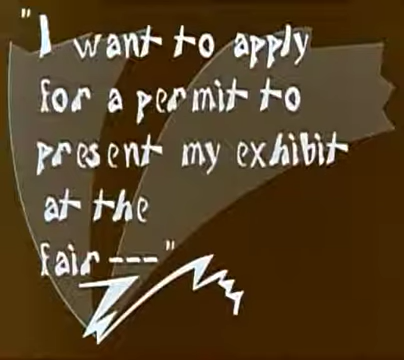 "I want to apply
for a permit to
present my exhibit
at the
fair---"